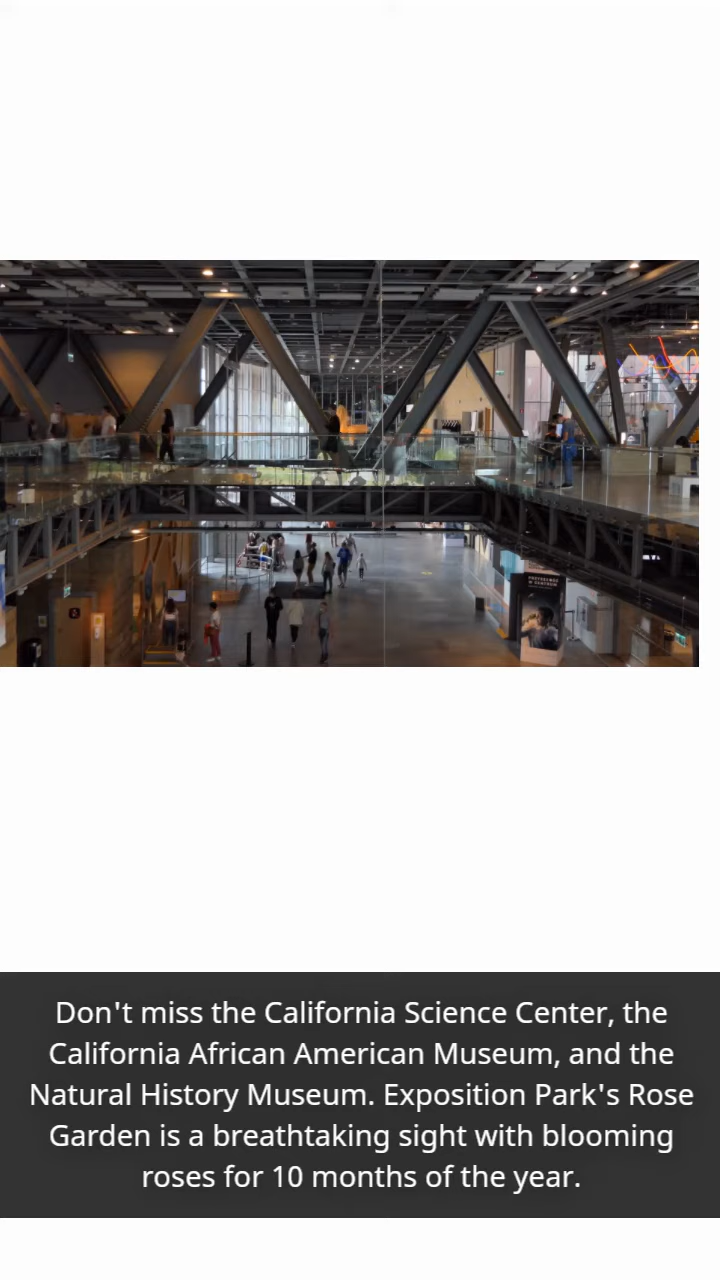 Don't miss the California Science Center, the
California African American Museum, and the
Natural History Museum. Exposition Park's Rose
Garden is a breathtaking sight with blooming
roses for 10 months of the year.